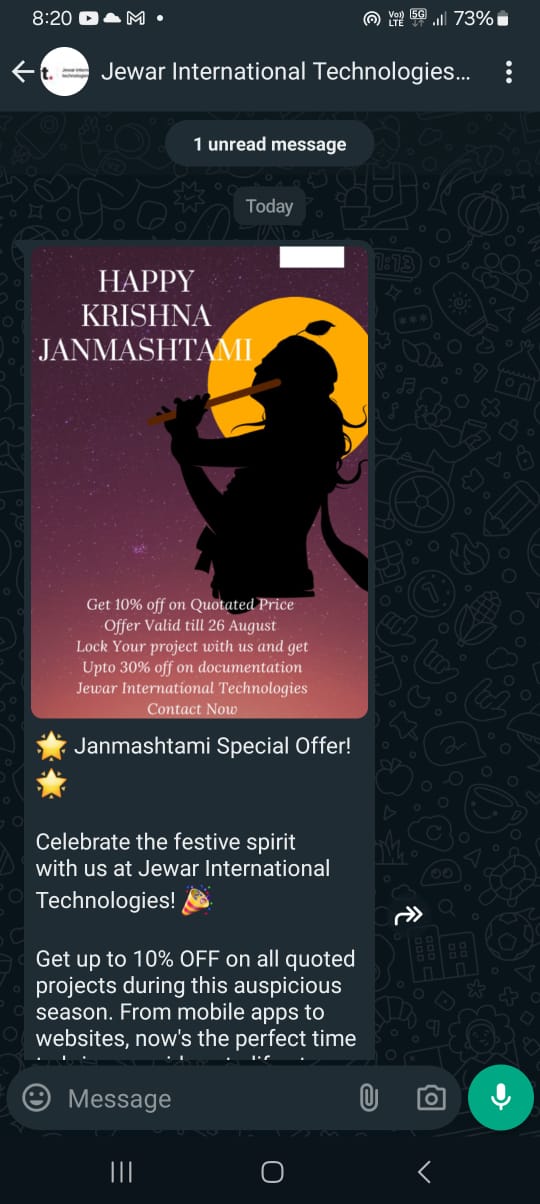 8:20
Vo)) LTE 5G 73%
Jewar International Technologies...
1 unread message
Today
HAPPY
KRISHNA
JANMASHTAMI
Get 10% off on Quotated Price
Offer Valid till 26 August
Lock Your project with us and get
Upto 30% off on documentation
Jewar International Technologies
Contact Now
🌟 Janmashtami Special Offer!
🌟
Celebrate the festive spirit
with us at Jewar International
Technologies! 🎉
Get up to 10% OFF on all quoted
projects during this auspicious
season. From mobile apps to
websites, now's the perfect time
Message